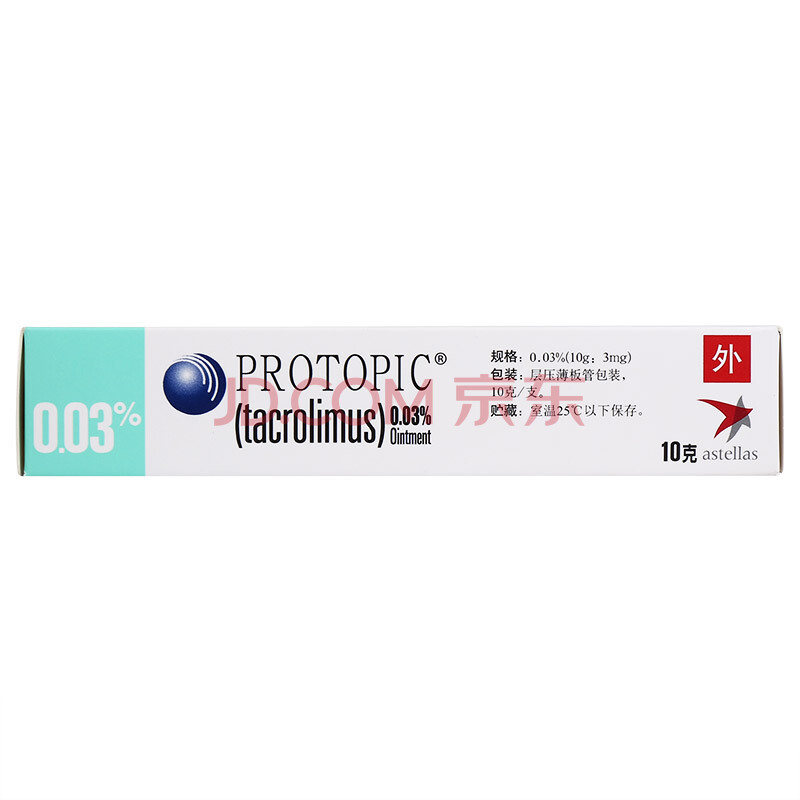 0.03%
PROTOPIC®
(tacrolimus) 0.03% Ointment
规格：0.03%(10g：3mg)
包装：层压薄板管包装，
10克/支。
贮藏：室温25℃以下保存。
外
10克 astellas
JD.COM 京东